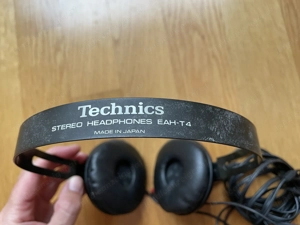 Technics
STEREO HEADPHONES EAH-T4
MADE IN JAPAN